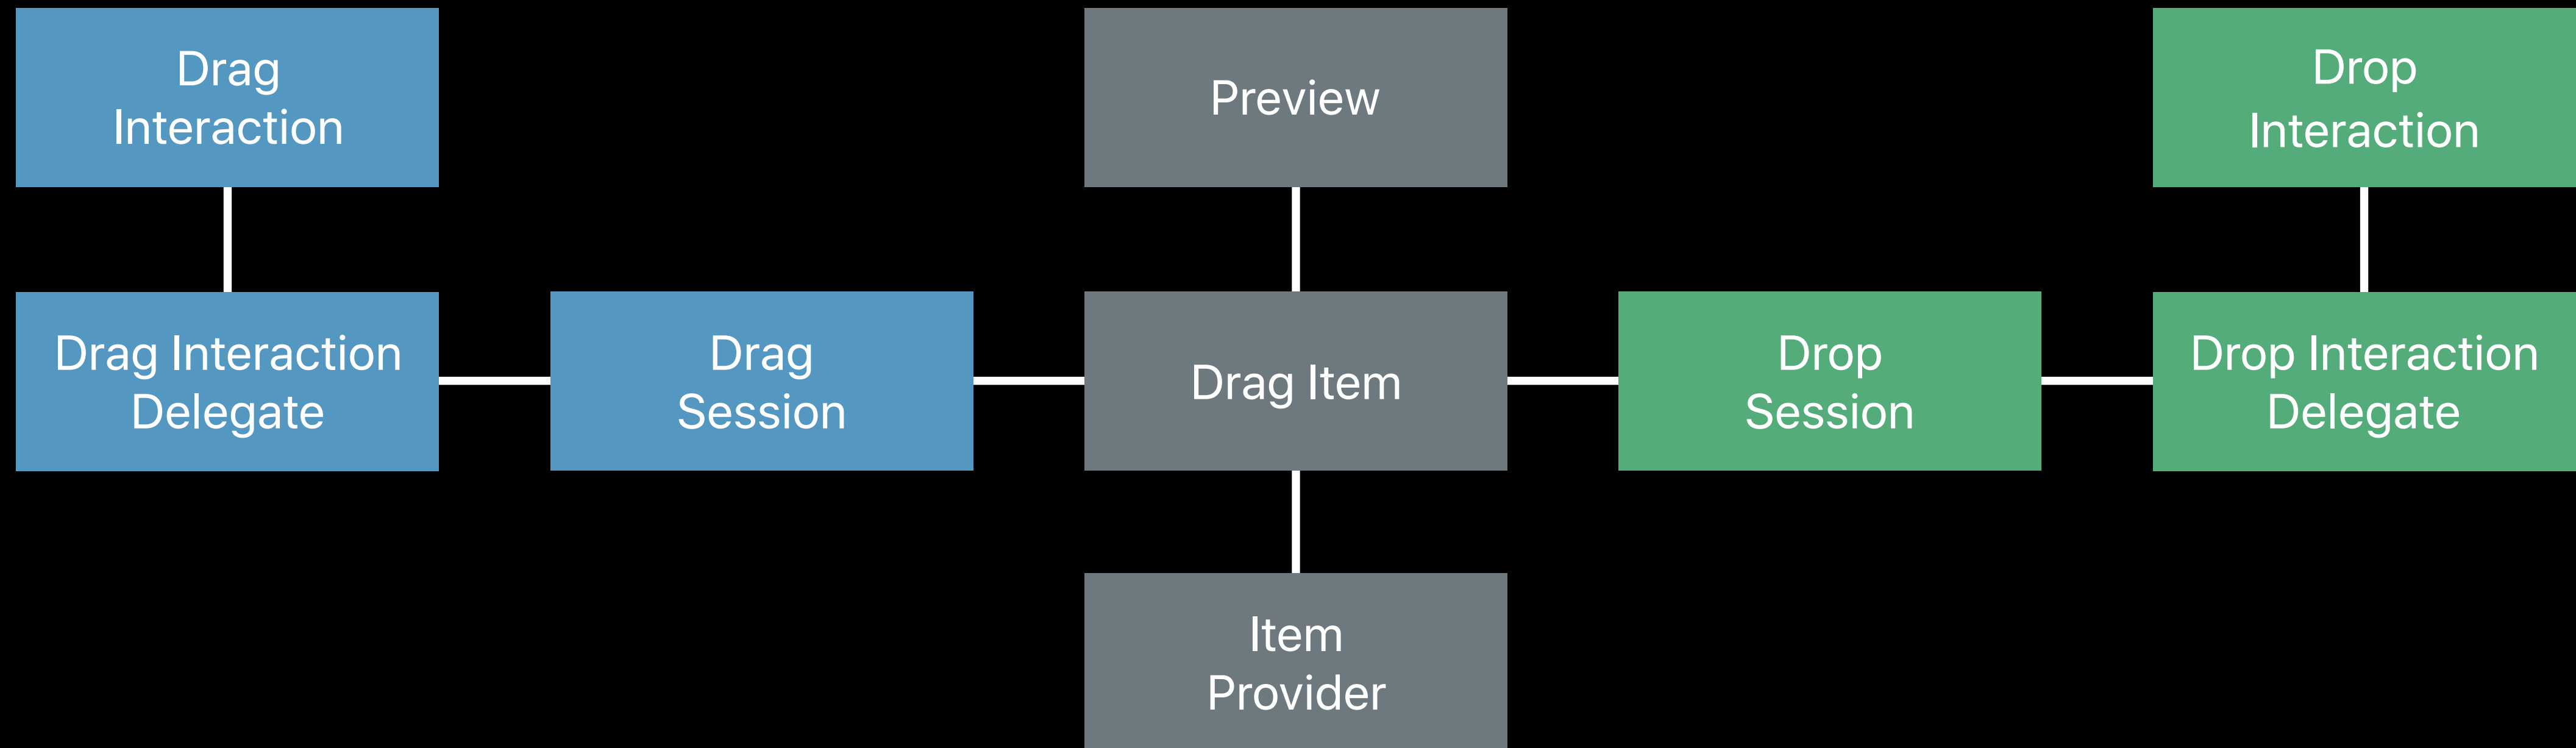 Drag
Interaction
Preview
Drop
Interaction
Drag Interaction
Delegate
Drag
Session
Drag Item
Drop
Session
Drop Interaction
Delegate
Item
Provider